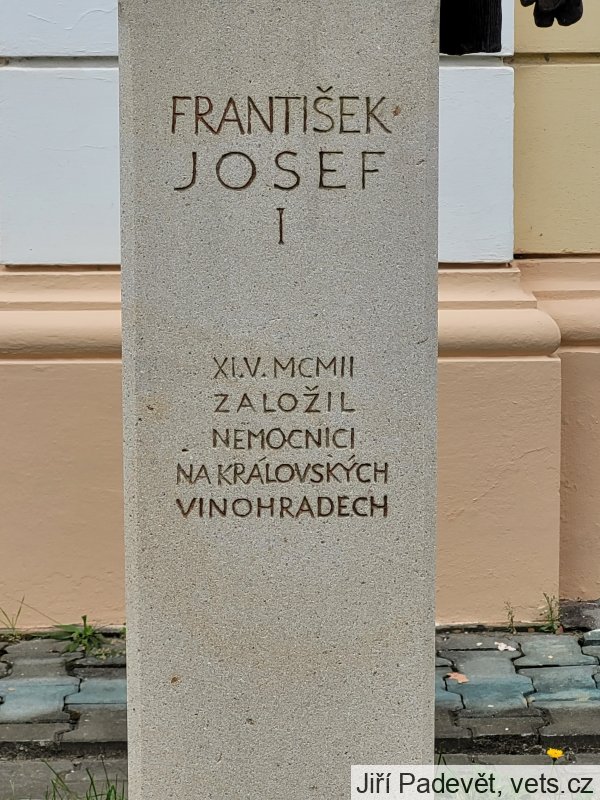 FRANTIŠEK
JOSEF
I
XI.V. MCMII
ZALOŽIL
NEMOCNICI
NA KRÁLOVSKÝCH
VINOHRADECH
Jiří Padevět, vets.cz